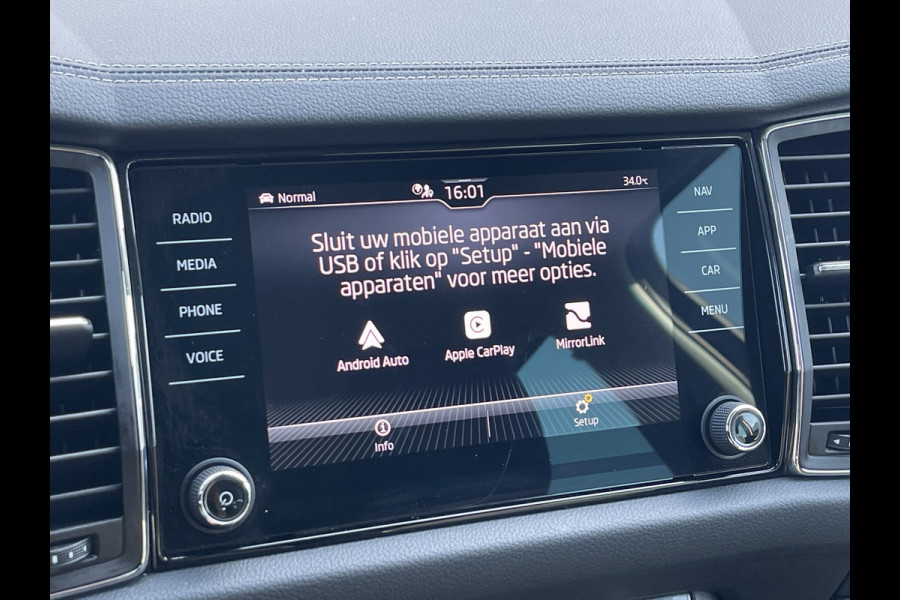 Normal
16:01
34.0°C
RADIO
MEDIA
PHONE
VOICE
Sluit uw mobiele apparaat aan via
USB of klik op "Setup" - "Mobiele
apparaten" voor meer opties.
Android Auto
Apple CarPlay
MirrorLink
Info
Setup
NAV
APP
CAR
MENU